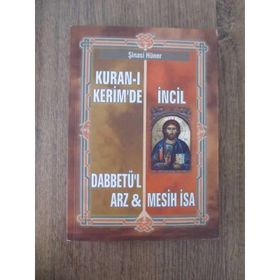 Şinasi Hüner
KURAN-I
KERİM'DE
İNCİL
DABBETÜ'L
ARZ & MESİH İSA